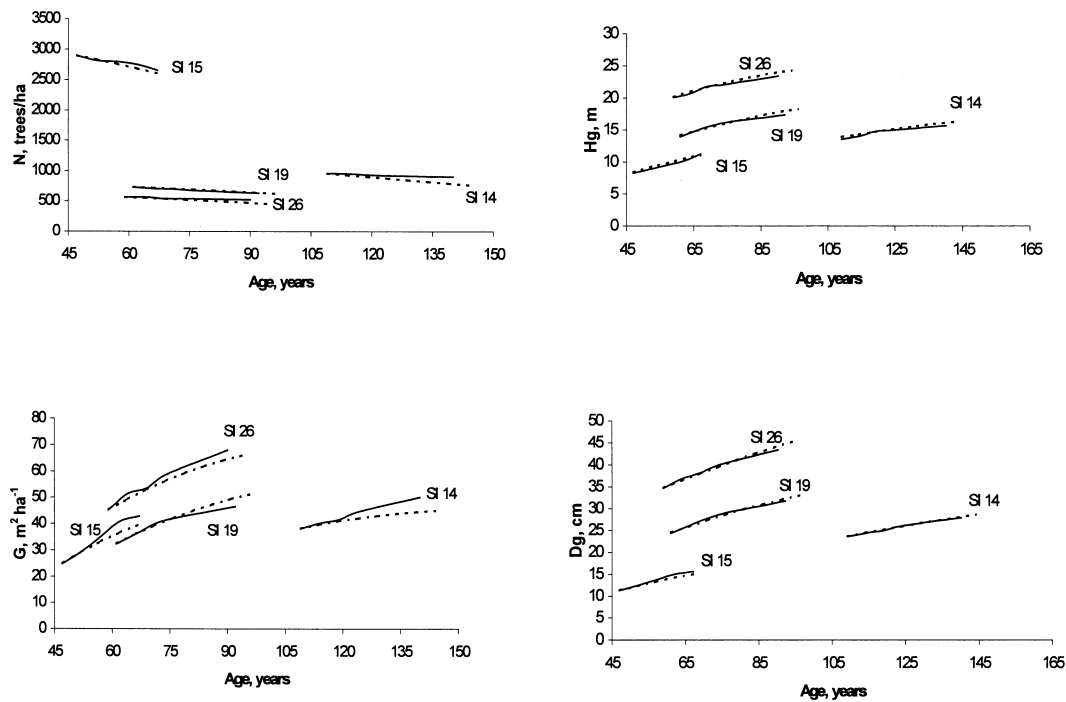 3500
3000
2500
2000
1500
1000
500
0
N, trees/ha
SI 15
SI 19
SI 26
SI 14
45 60 75 90 105 120 135 150
Age, years
30
25
20
15
10
5
0
Hg, m
SI 26
SI 14
SI 19
SI 15
45 65 85 105 125 145 165
Age, years
80
70
60
50
40
30
20
10
0
G, m² ha⁻¹
SI 26
SI 14
SI 15
SI 19
45 60 75 90 105 120 135 150
Age, years
50
45
40
35
30
25
20
15
10
5
0
Dg, cm
SI 26
SI 19
SI 14
SI 15
45 65 85 105 125 145 165
Age, years